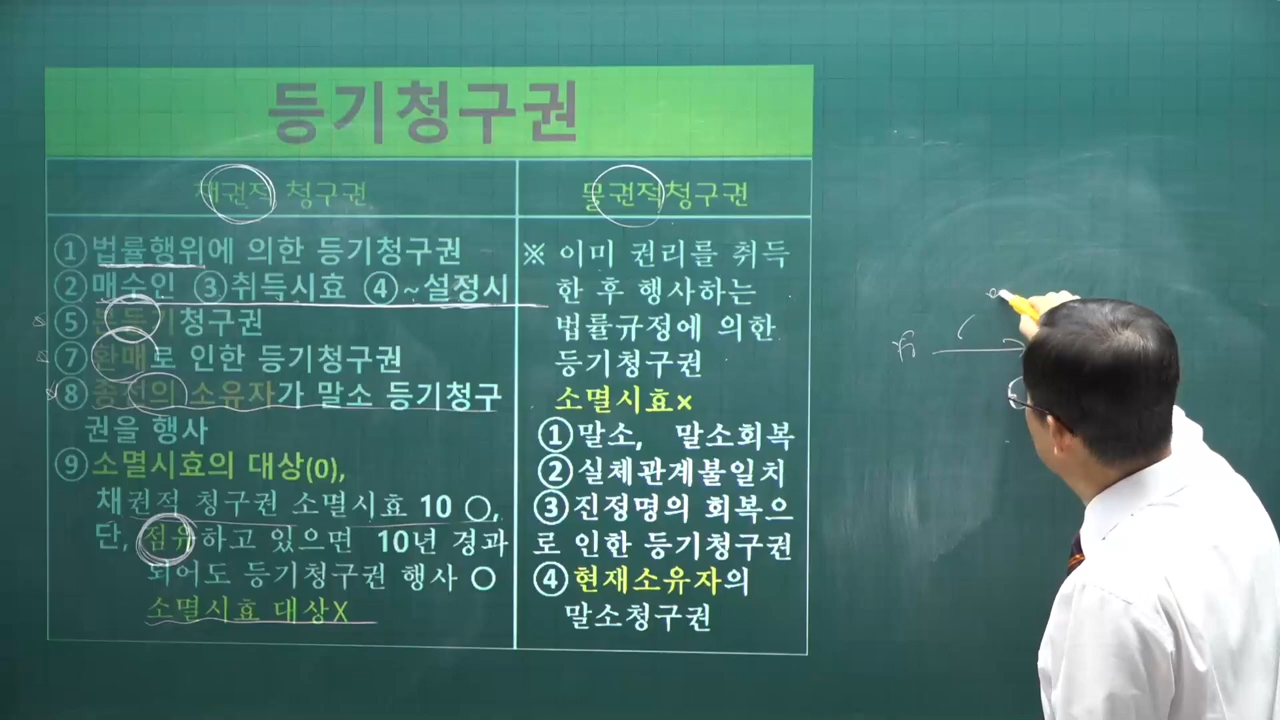 등기청구권
채권적 청구권
물권적청구권
①법률행위에 의한 등기청구권
②매수인 ③취득시효 ④~설정시
⑤ 청구권
⑦환매로 인한 등기청구권
⑧종전의 소유자가 말소 등기청구
권을 행사
⑨소멸시효의 대상(0),
채권적 청구권 소멸시효 10 ○,
단, 점유하고 있으면 10년 경과
되어도 등기청구권 행사 ○
소멸시효 대상X
※ 이미 권리를 취득
한 후 행사하는
법률규정에 의한
등기청구권
소멸시효x
①말소, 말소회복
②실체관계불일치
③진정명의 회복으
로 인한 등기청구권
④현재소유자의
말소청구권